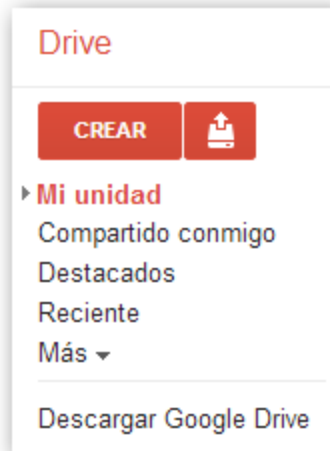 Drive
CREAR
Mi unidad
Compartido conmigo
Destacados
Reciente
Más
Descargar Google Drive